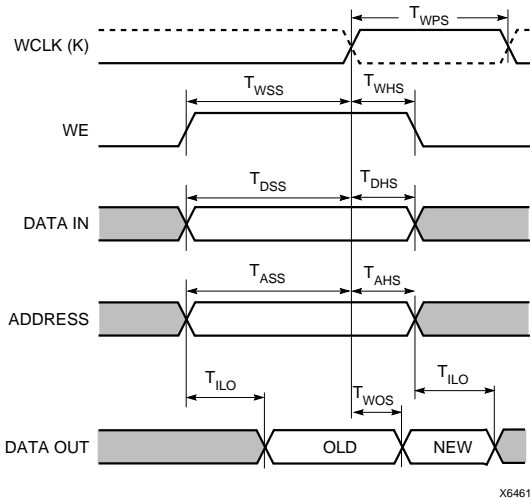 T_WPS
WCLK (K)
T_WSS T_WHS
WE
T_DSS T_DHS
DATA IN
T_ASS T_AHS
ADDRESS
T_ILO T_WOS T_ILO
DATA OUT OLD NEW
X6461